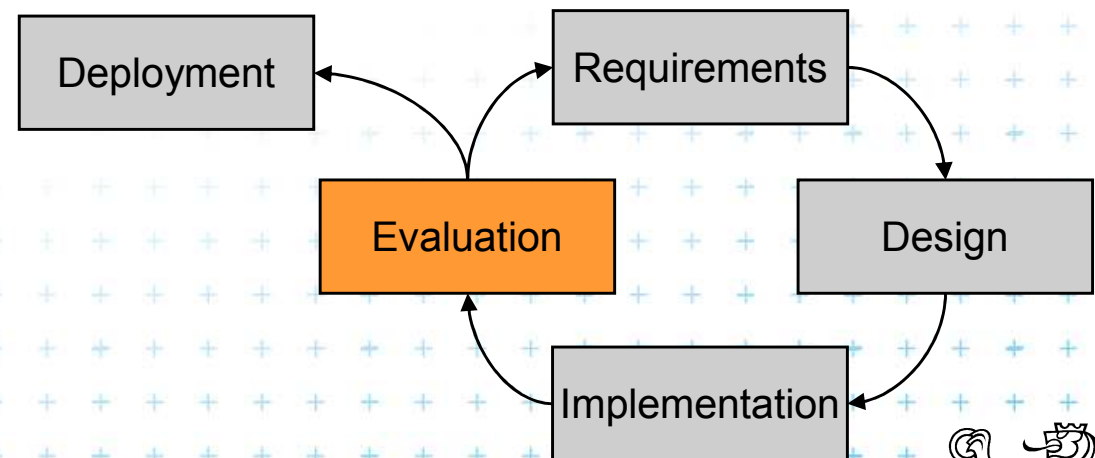 Deployment
Requirements
Evaluation
Design
Implementation